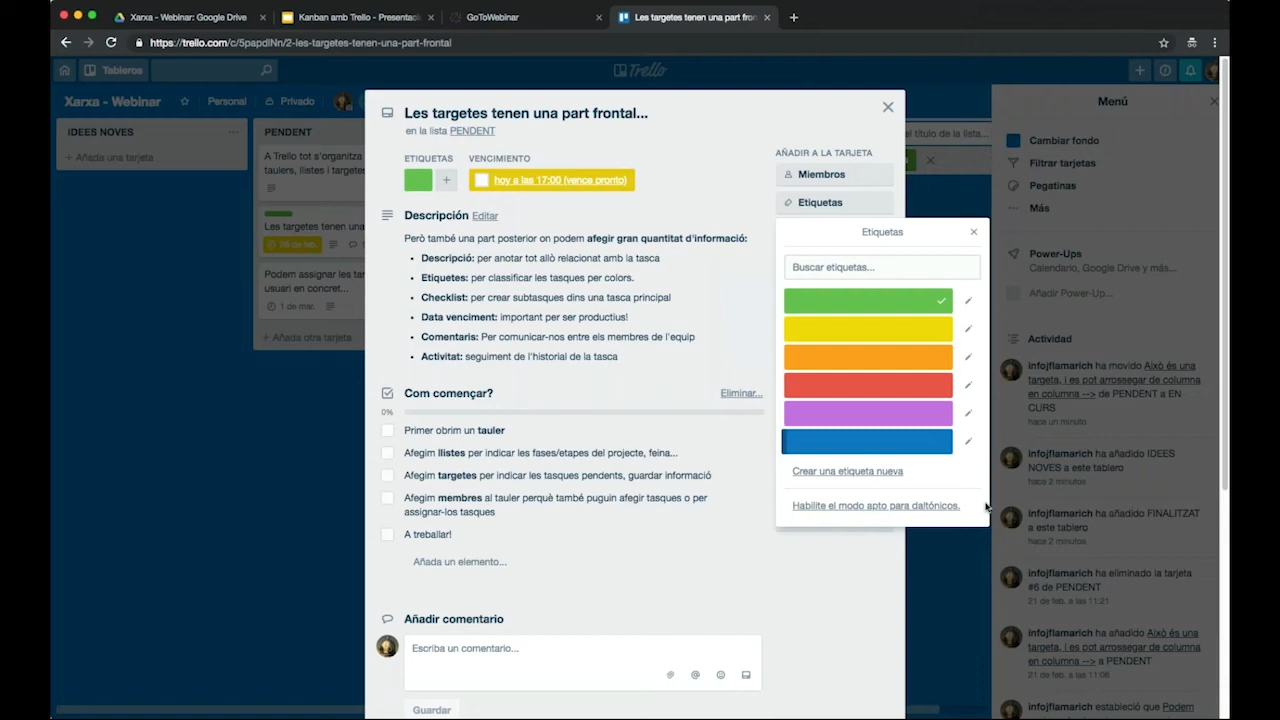 Xarxa - Webinar: Google Drive
Kanban amb Trello - Presentac
GoToWebinar
Les targetes tenen una part fron
https://trello.com/c/5papdINn/2-les-targetes-tenen-una-part-frontal
Tableros
Trello
Xarxa - Webinar
Personal
Privado
IDEES NOVES
+ Añada una tarjeta
PENDENT
A Trello tot s'organitza
taulers, llistes i targetes
Les targetes tenen una
26 de feb.
Podem assignar les tar
usuari en concret...
1 de mar.
+ Añada otra tarjeta
Les targetes tenen una part frontal...
en la lista PENDENT
ETIQUETAS
VENCIMIENTO
hoy a las 17:00 (vence pronto)
Descripción Editar
Però també una part posterior on podem afegir gran quantitat d'informació:
• Descripció: per anotar tot allò relacionat amb la tasca
• Etiquetes: per classificar les tasques per colors.
• Checklist: per crear subtasques dins una tasca principal
• Data venciment: important per ser productius!
• Comentaris: Per comunicar-nos entre els membres de l'equip
• Activitat: seguiment de l'historial de la tasca
Com començar?
Eliminar...
0%
Primer obrim un tauler
Afegim llistes per indicar les fases/etapes del projecte, feina...
Afegim targetes per indicar les tasques pendents, guardar informació
Afegim membres al tauler perquè també puguin afegir tasques o per
assignar-los tasques
A treballar!
Añada un elemento...
Añadir comentario
Escriba un comentario...
Guardar
AÑADIR A LA TARJETA
Miembros
Etiquetas
Etiquetas
Buscar etiquetas...
Crear una etiqueta nueva
Habilite el modo apto para daltónicos.
el título de la lista...
Menú
Cambiar fondo
Filtrar tarjetas
Pegatinas
Más
Power-Ups
Calendario, Google Drive y más...
Añadir Power-Up...
Actividad
infojflamarich ha movido Això és una
targeta, i es pot arrossegar de columna
en columna --> de PENDENT a EN
CURS
hace un minuto
infojflamarich ha añadido IDEES
NOVES a este tablero
hace 2 minutos
infojflamarich ha añadido FINALITZAT
a este tablero
hace 2 minutos
infojflamarich ha eliminado la tarjeta
#6 de PENDENT
21 de feb. a las 11:21
infojflamarich ha añadido Això és una
targeta, i es pot arrossegar de columna
en columna --> a PENDENT
21 de feb. a las 11:06
infojflamarich estableció que Podem